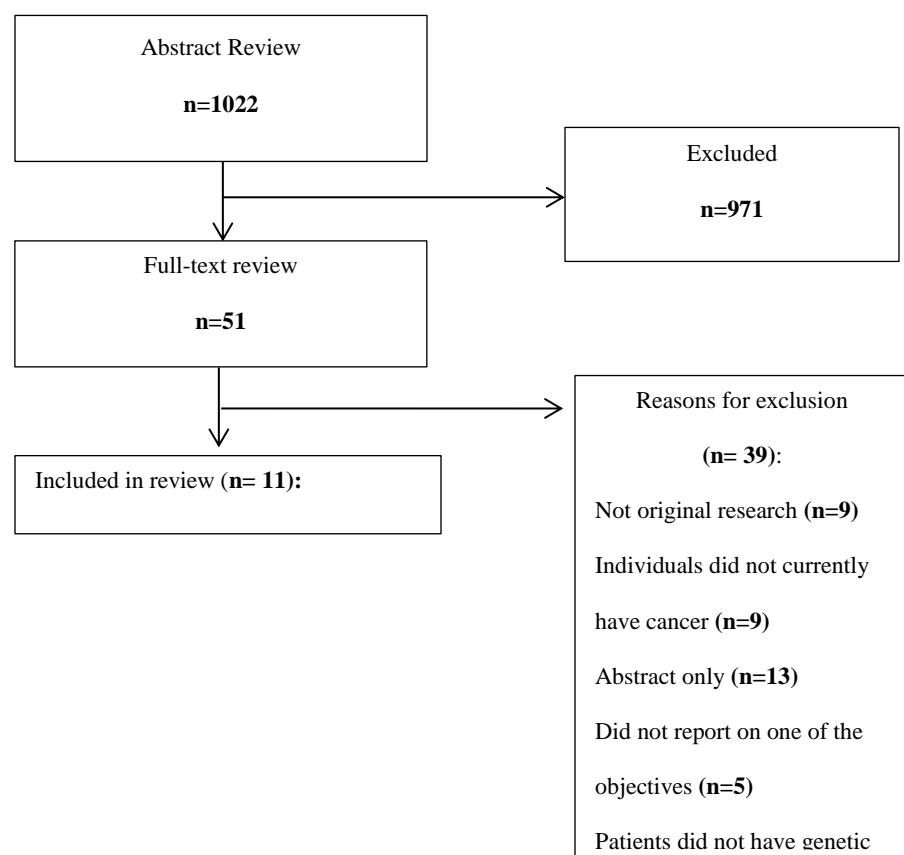 Abstract Review
n=1022
Excluded
n=971
Full-text review
n=51
Reasons for exclusion
(n= 39):
Included in review (n= 11):
Not original research (n=9)
Individuals did not currently
have cancer (n=9)
Abstract only (n=13)
Did not report on one of the
objectives (n=5)
Patients did not have genetic